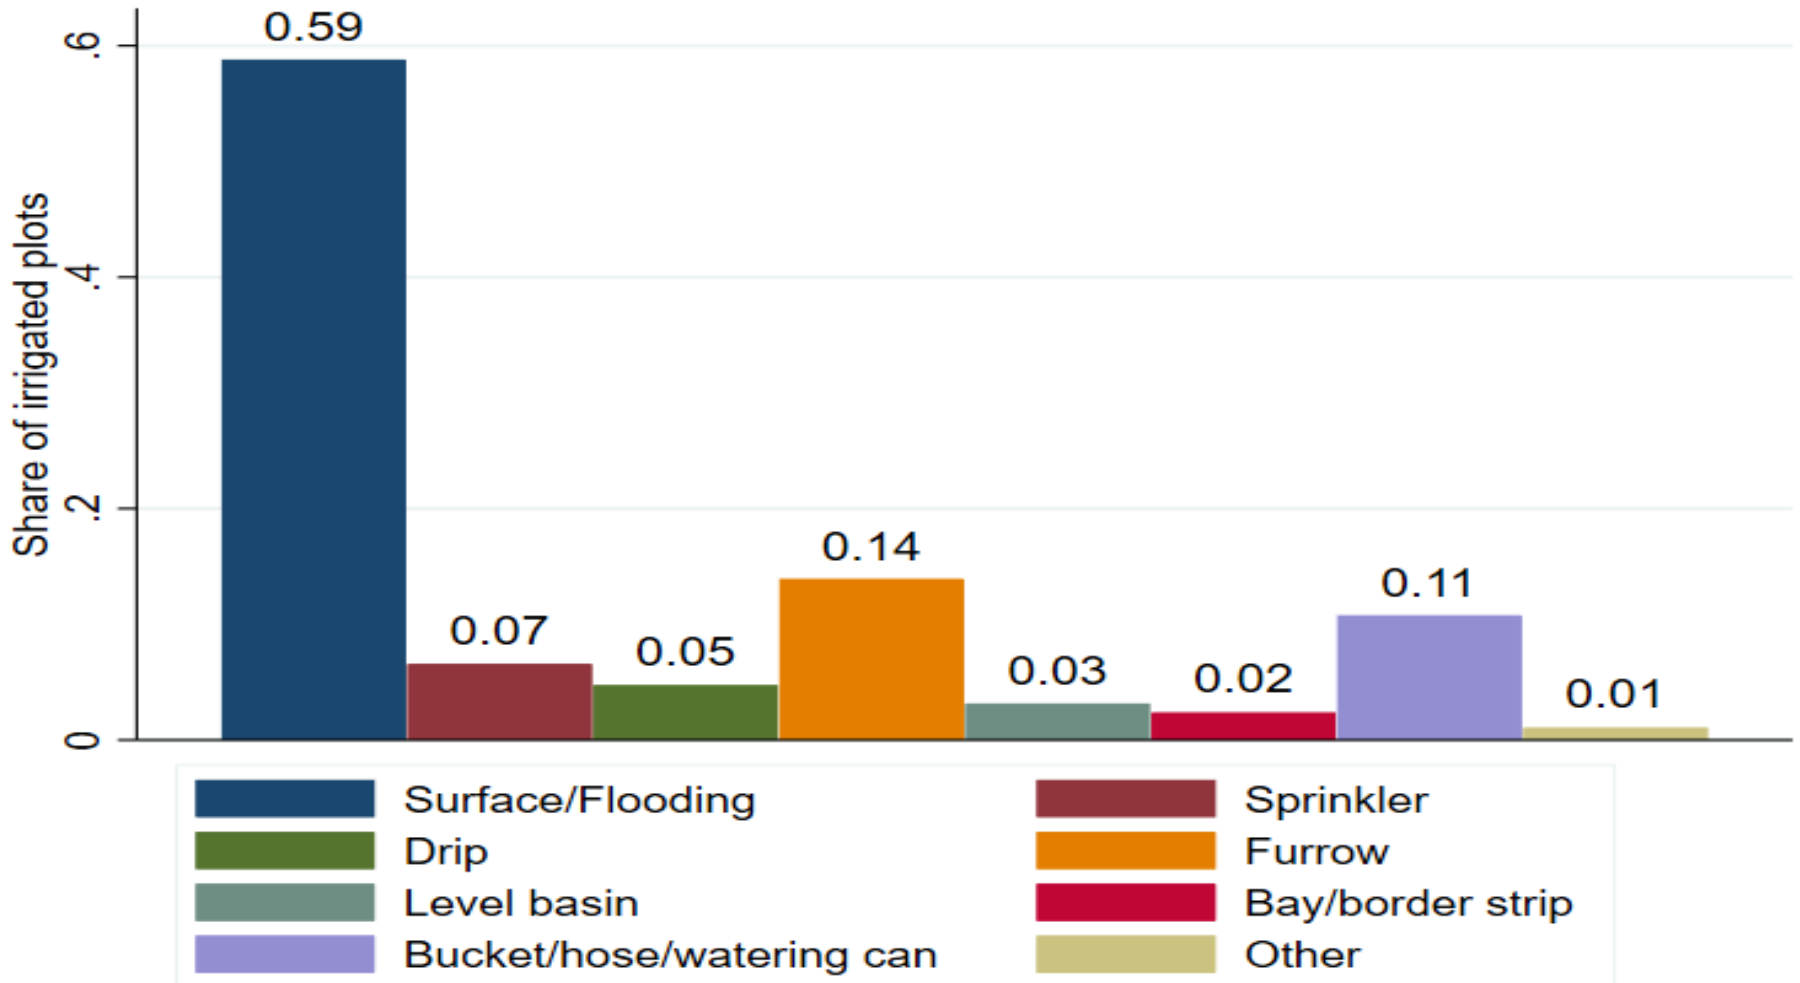 Share of irrigated plots
.6
.4
.2
0
0.59
0.07
0.05
0.14
0.03
0.02
0.11
0.01
Surface/Flooding
Sprinkler
Drip
Furrow
Level basin
Bay/border strip
Bucket/hose/watering can
Other